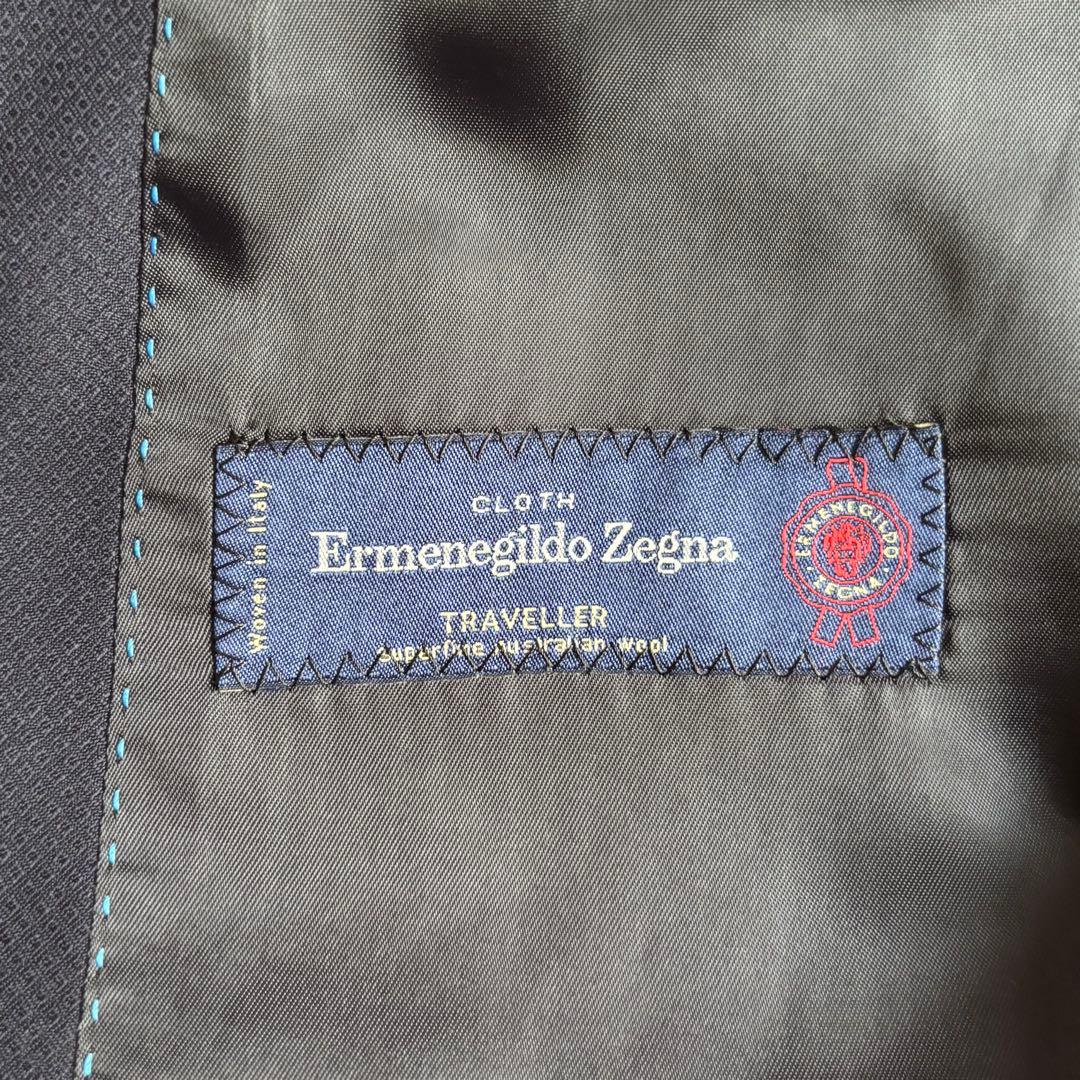 Woven in Italy
CLOTH
Ermenegildo Zegna
TRAVELLER
Superfine Australian wool
ERMENEGILDO
ZEGNA